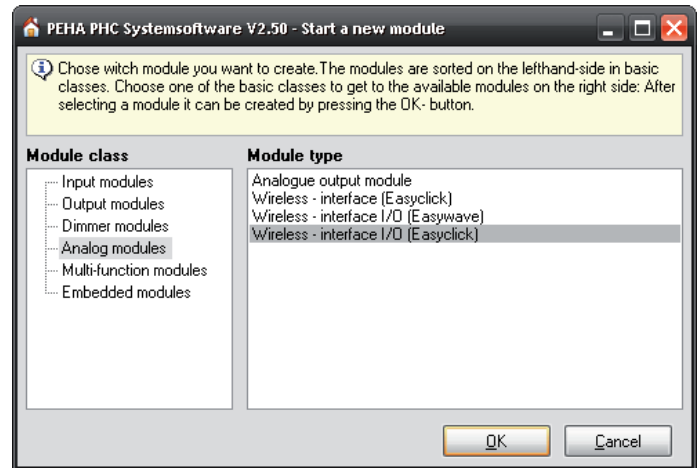 PEHA PHC Systemsoftware V2.50 - Start a new module
Chose witch module you want to create.The modules are sorted on the lefthand-side in basic
classes. Choose one of the basic classes to get to the available modules on the right side: After
selecting a module it can be created by pressing the OK- button.
Module class
Input modules
Output modules
Dimmer modules
Analog modules
Multi-function modules
Embedded modules
Module type
Analogue output module
Wireless - interface (Easyclick)
Wireless - interface I/O (Easywave)
Wireless - interface I/O (Easyclick)
OK
Cancel